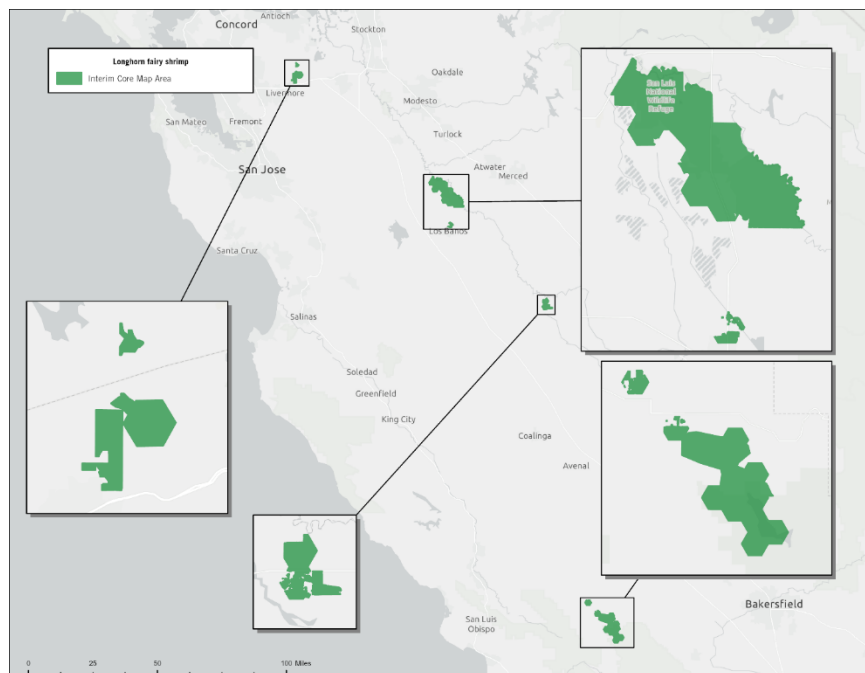 Concord
Antioch
Stockton
Longhorn fairy shrimp
Interim Core Map Area
Livermore
Oakdale
Modesto
San Mateo
Fremont
Turlock
San Jose
Atwater
Merced
San Luis
National
Wildlife
Refuge
Los Banos
Santa Cruz
Salinas
Soledad
Greenfield
King City
Coalinga
Avenal
San Luis
Obispo
Bakersfield
0
25
50
100 Miles